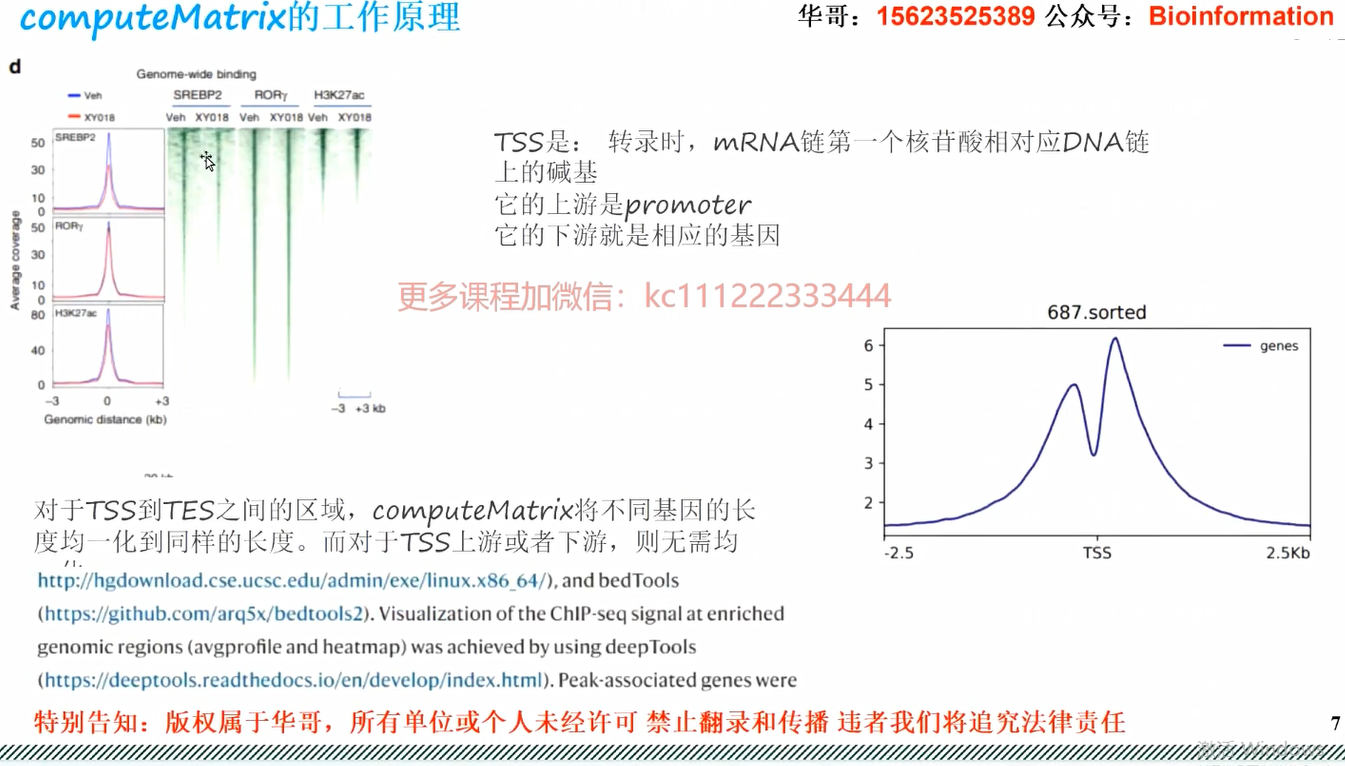 computeMatrix的工作原理
华哥：15623525389 公众号：Bioinformation
d
Genome-wide binding
Veh
XY018
SREBP2 RORγ H3K27ac
Veh XY018 Veh XY018 Veh XY018
SREBP2
50
30
10
0
RORγ
50
30
10
0
H3K27ac
80
40
0
Average coverage
−3 0 +3
Genomic distance (kb)
−3 +3 kb
TSS是： 转录时，mRNA链第一个核苷酸相对应DNA链
上的碱基
它的上游是promoter
它的下游就是相应的基因
更多课程加微信：kc111222333444
687.sorted
genes
6
5
4
3
2
-2.5 TSS 2.5Kb
对于TSS到TES之间的区域，computeMatrix将不同基因的长
度均一化到同样的长度。而对于TSS上游或者下游，则无需均
http://hgdownload.cse.ucsc.edu/admin/exe/linux.x86_64/), and bedTools
(https://github.com/arq5x/bedtools2). Visualization of the ChIP-seq signal at enriched
genomic regions (avgprofile and heatmap) was achieved by using deepTools
(https://deeptools.readthedocs.io/en/develop/index.html). Peak-associated genes were
特别告知：版权属于华哥，所有单位或个人未经许可 禁止翻录和传播 违者我们将追究法律责任
7
激活 Windows